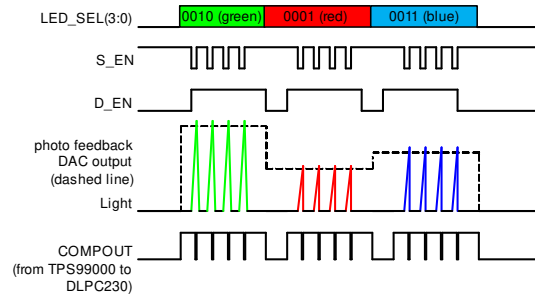 LED_SEL(3:0)
0010 (green) 0001 (red) 0011 (blue)
S_EN
D_EN
photo feedback
DAC output
(dashed line)
Light
COMPOUT
(from TPS99000 to
DLPC230)